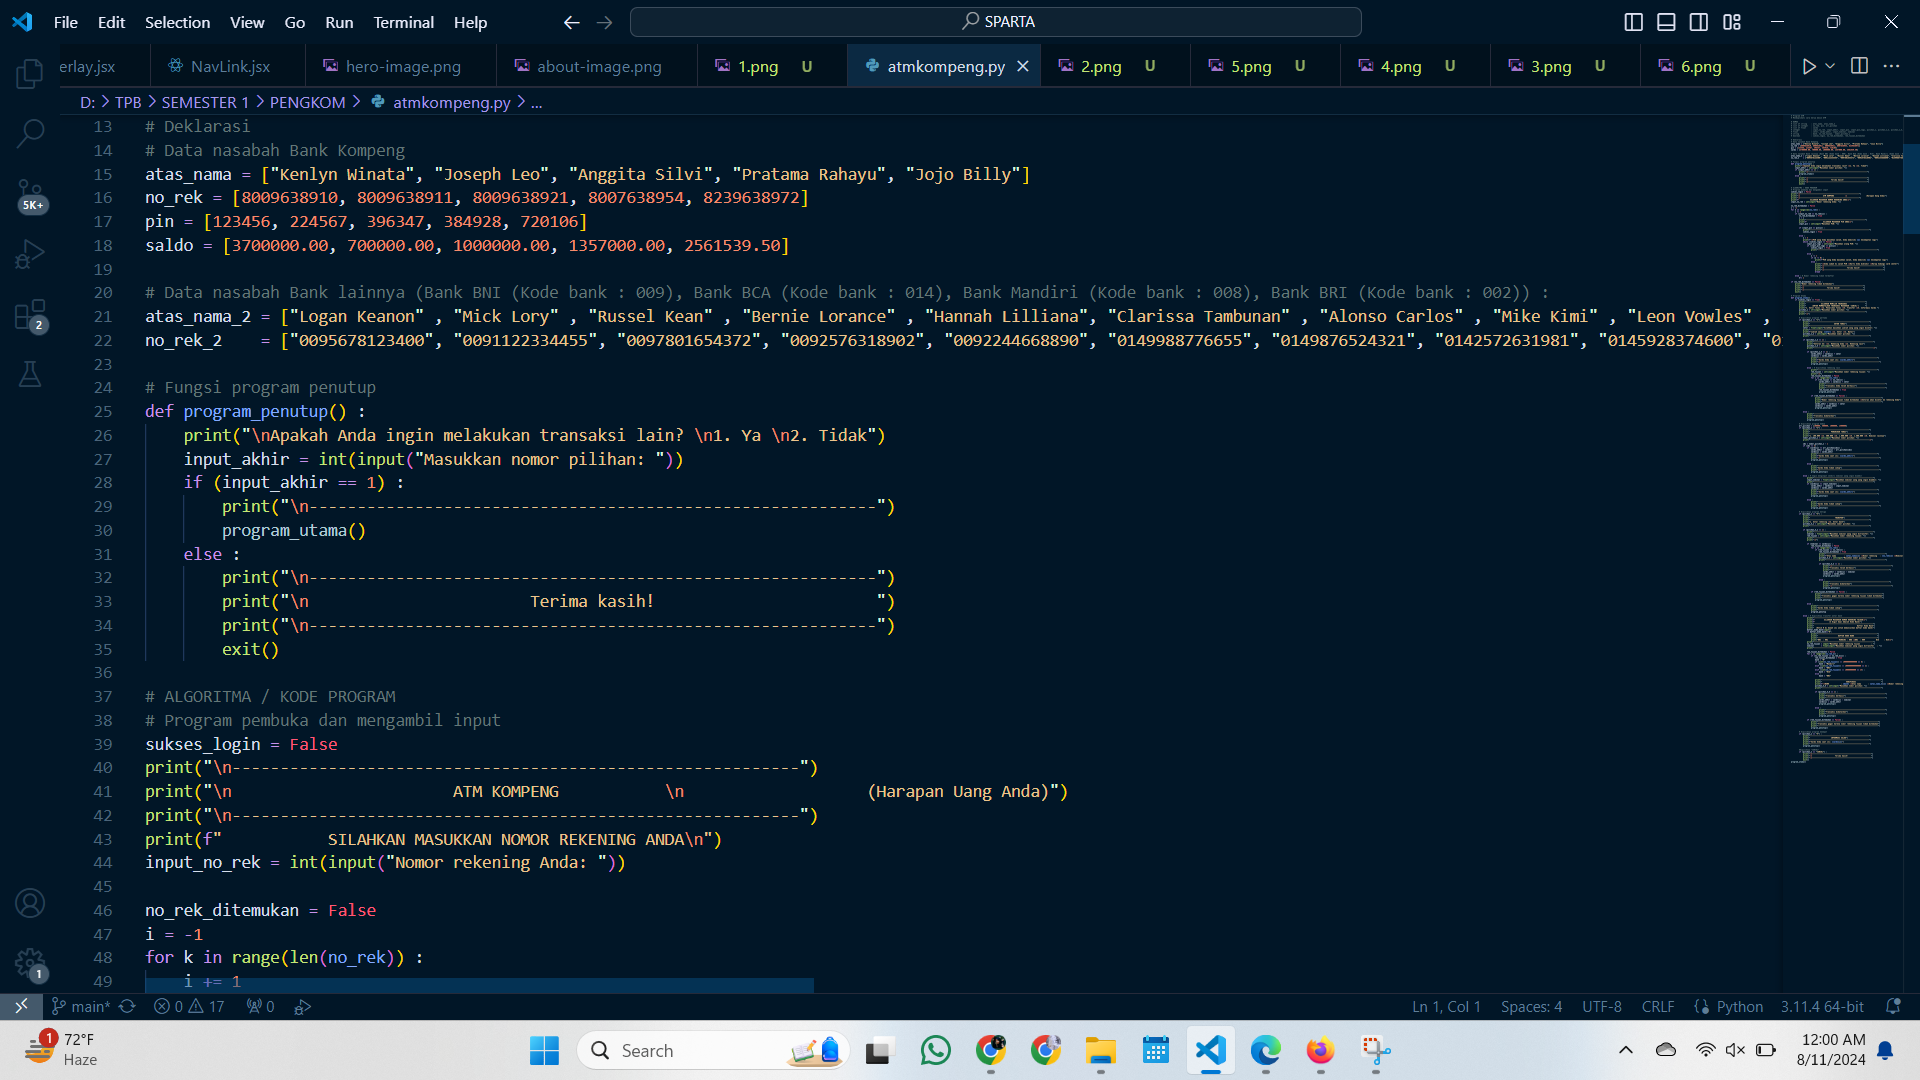 File Edit Selection View Go Run Terminal Help SPARTA
erlay.jsx NavLink.jsx hero-image.png about-image.png 1.png U atmkompeng.py 2.png U 5.png U 4.png U 3.png U 6.png U
D: > TPB > SEMESTER 1 > PENGKOM > atmkompeng.py > ...
13 # Deklarasi
14 # Data nasabah Bank Kompeng
15 atas_nama = ["Kenlyn Winata", "Joseph Leo", "Anggita Silvi", "Pratama Rahayu", "Jojo Billy"]
16 no_rek = [8009638910, 8009638911, 8009638921, 8007638954, 8239638972]
17 pin = [123456, 224567, 396347, 384928, 720106]
18 saldo = [3700000.00, 700000.00, 1000000.00, 1357000.00, 2561539.50]
19
20 # Data nasabah Bank lainnya (Bank BNI (Kode bank : 009), Bank BCA (Kode bank : 014), Bank Mandiri (Kode bank : 008), Bank BRI (Kode bank : 002)) :
21 atas_nama_2 = ["Logan Keanon" , "Mick Lory" , "Russel Kean" , "Bernie Lorance" , "Hannah Lilliana", "Clarissa Tambunan" , "Alonso Carlos" , "Mike Kimi" , "Leon Vowles" ,
22 no_rek_2    = ["0095678123400", "0091122334455", "0097801654372", "0092576318902", "0092244668890", "0149988776655", "0149876524321", "0142572631981", "0145928374600", "0
23
24 # Fungsi program penutup
25 def program_penutup() :
26     print("\nApakah Anda ingin melakukan transaksi lain? \n1. Ya \n2. Tidak")
27     input_akhir = int(input("Masukkan nomor pilihan: "))
28     if (input_akhir == 1) :
29         print("\n-----------------------------------------------------------")
30         program_utama()
31     else :
32         print("\n-----------------------------------------------------------")
33         print("\n                       Terima kasih!                       ")
34         print("\n-----------------------------------------------------------")
35         exit()
36
37 # ALGORITMA / KODE PROGRAM
38 # Program pembuka dan mengambil input
39 sukses_login = False
40 print("\n-----------------------------------------------------------")
41 print("\n                       ATM KOMPENG           \n                   (Harapan Uang Anda)")
42 print("\n-----------------------------------------------------------")
43 print(f"           SILAHKAN MASUKKAN NOMOR REKENING ANDA\n")
44 input_no_rek = int(input("Nomor rekening Anda: "))
45
46 no_rek_ditemukan = False
47 i = -1
48 for k in range(len(no_rek)) :
49     i += 1
5K+
2
1
main* 0 17 0 Ln 1, Col 1 Spaces: 4 UTF-8 CRLF Python 3.11.4 64-bit
1 72°F
Haze
Search
12:00 AM
8/11/2024